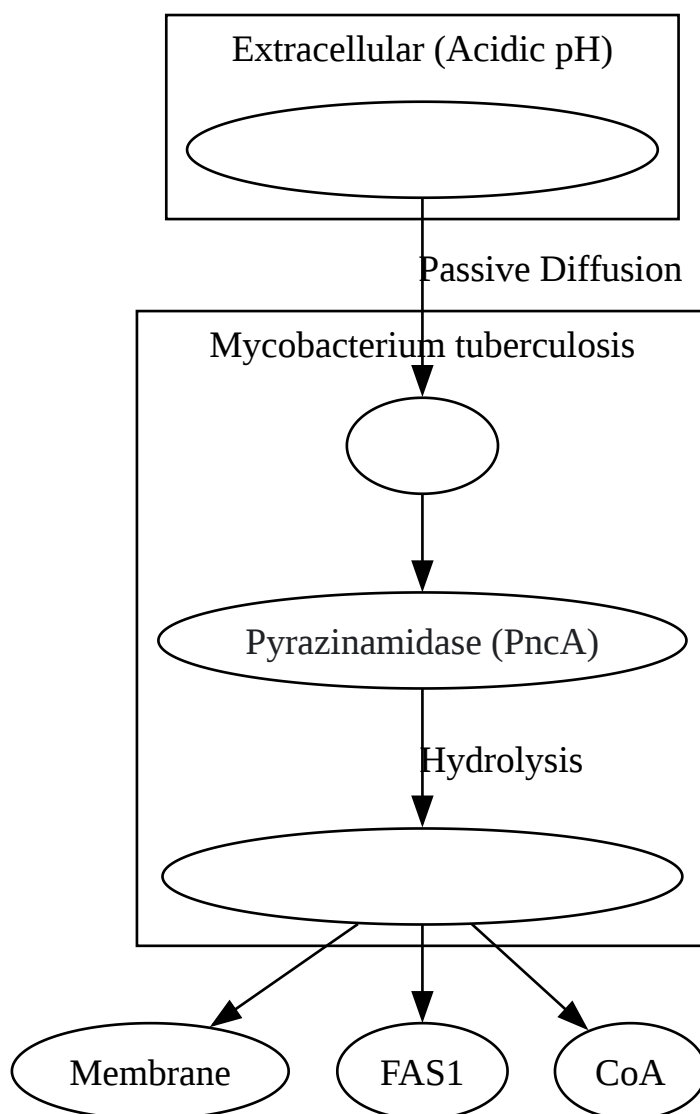 Extracellular (Acidic pH)
Passive Diffusion
Mycobacterium tuberculosis
Pyrazinamidase (PncA)
Hydrolysis
Membrane
FAS1
CoA